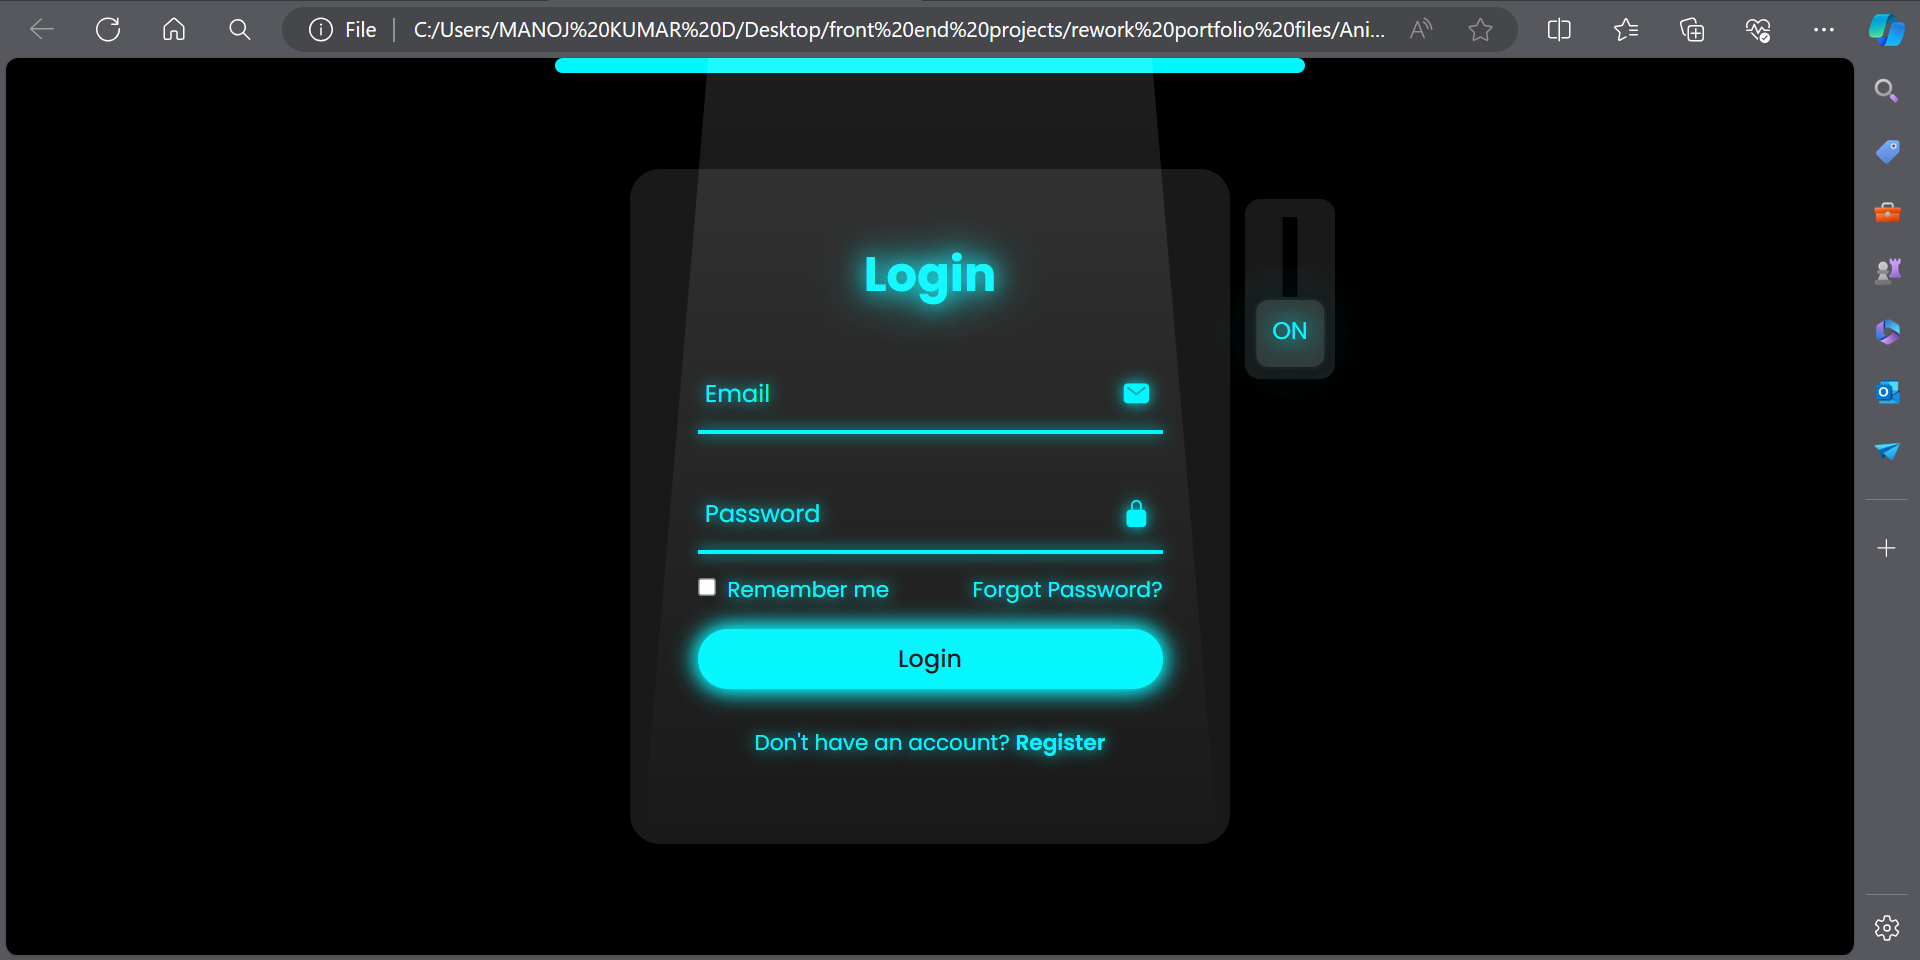 File C:/Users/MANOJ%20KUMAR%20D/Desktop/front%20end%20projects/rework%20portfolio%20files/Ani...
Login
ON
Email
Password
Remember me Forgot Password?
Login
Don't have an account? Register